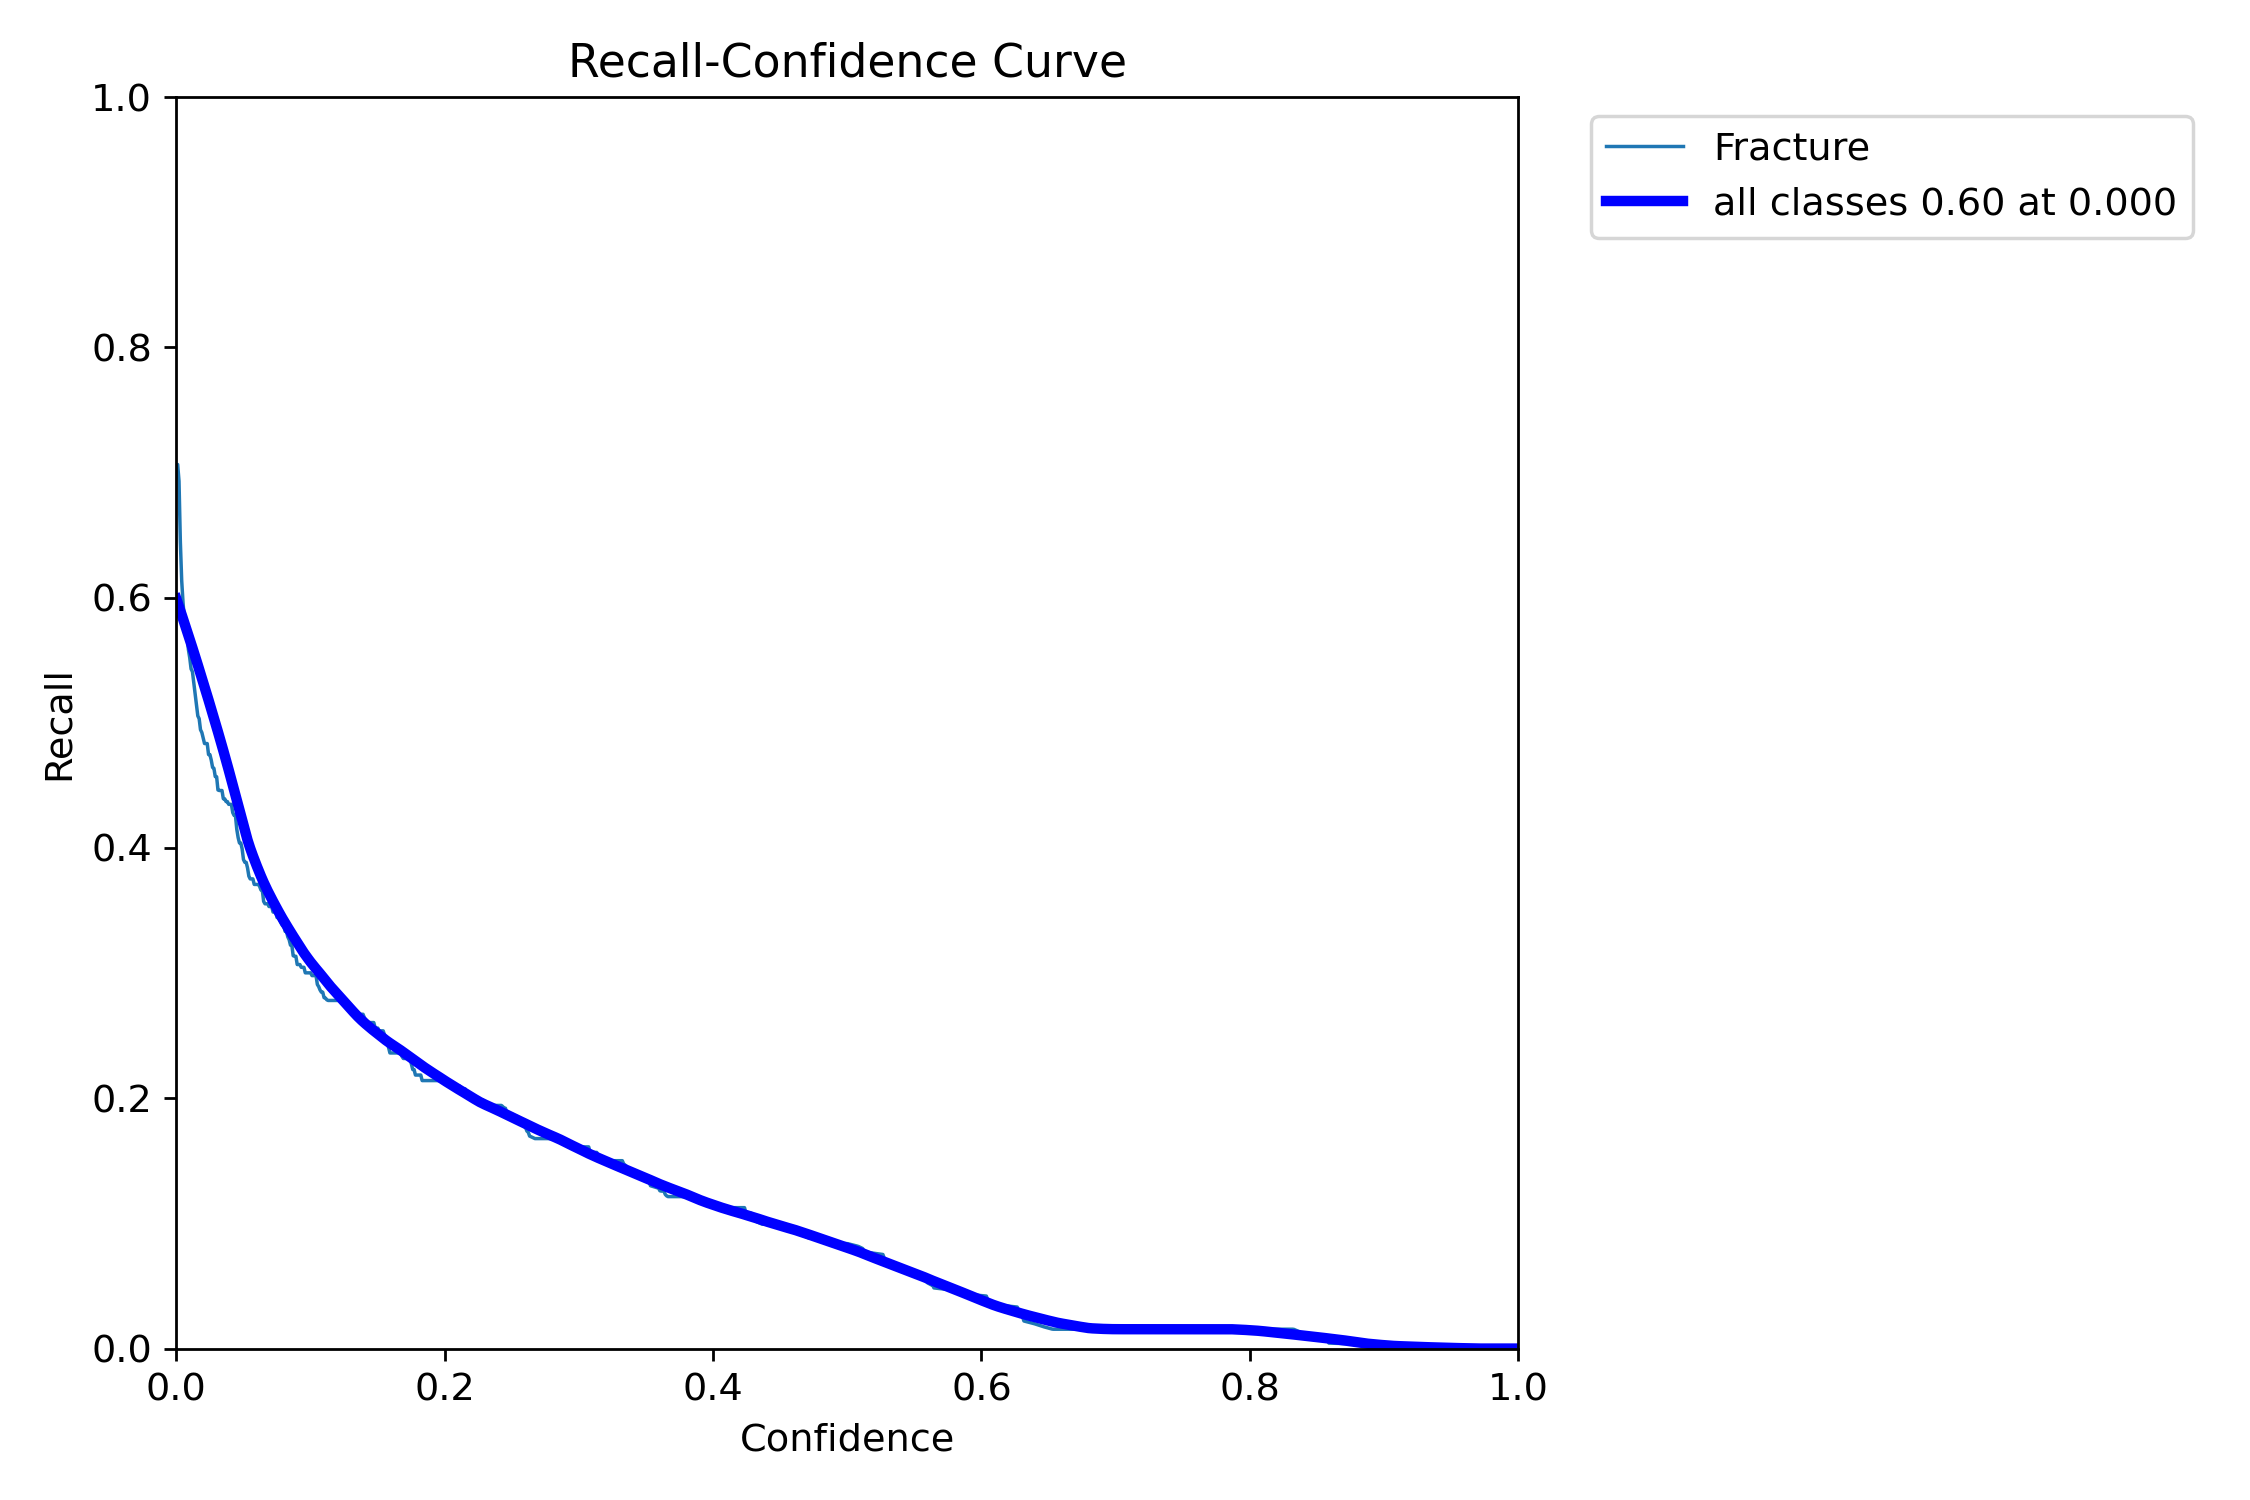 Recall-Confidence Curve
1.0
0.8
0.6
0.4
0.2
0.0
Recall
0.0 0.2 0.4 0.6 0.8 1.0
Confidence
Fracture
all classes 0.60 at 0.000